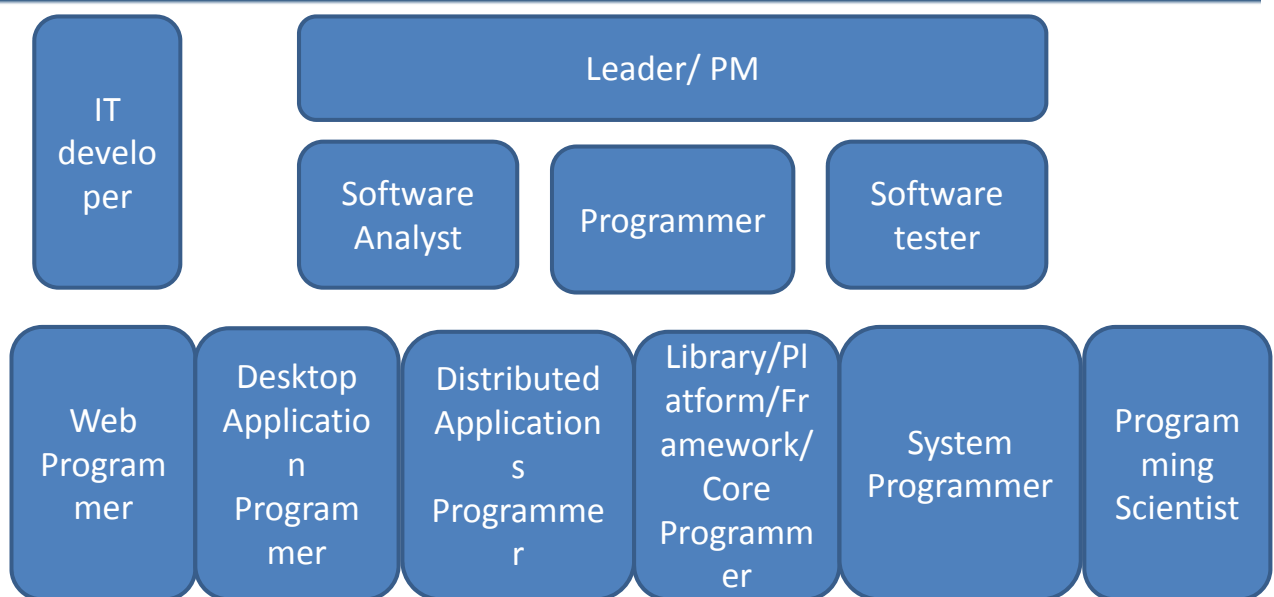 IT
develo
per
Leader/ PM
Software
Analyst
Programmer
Software
tester
Web
Program
mer
Desktop
Applicatio
n
Program
mer
Distributed
Application
s
Programme
r
Library/Pl
atform/Fr
amework/
Core
Programm
er
System
Programmer
Program
ming
Scientist